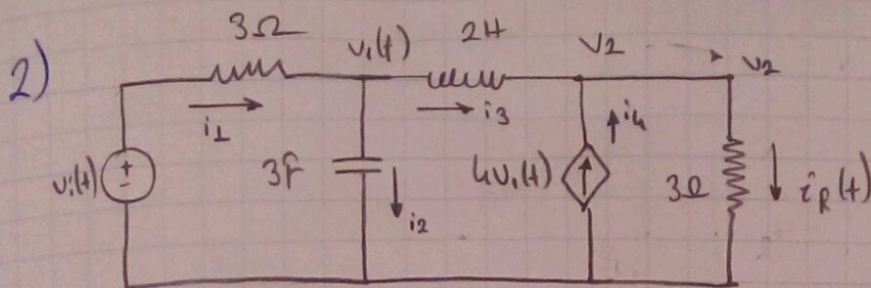 2)
3Ω
v₁(t)
2H
V2
v2
i1
i3
i4
vi(t)
3F
4v₁(t)
3Ω
iR(t)
i2
+
-